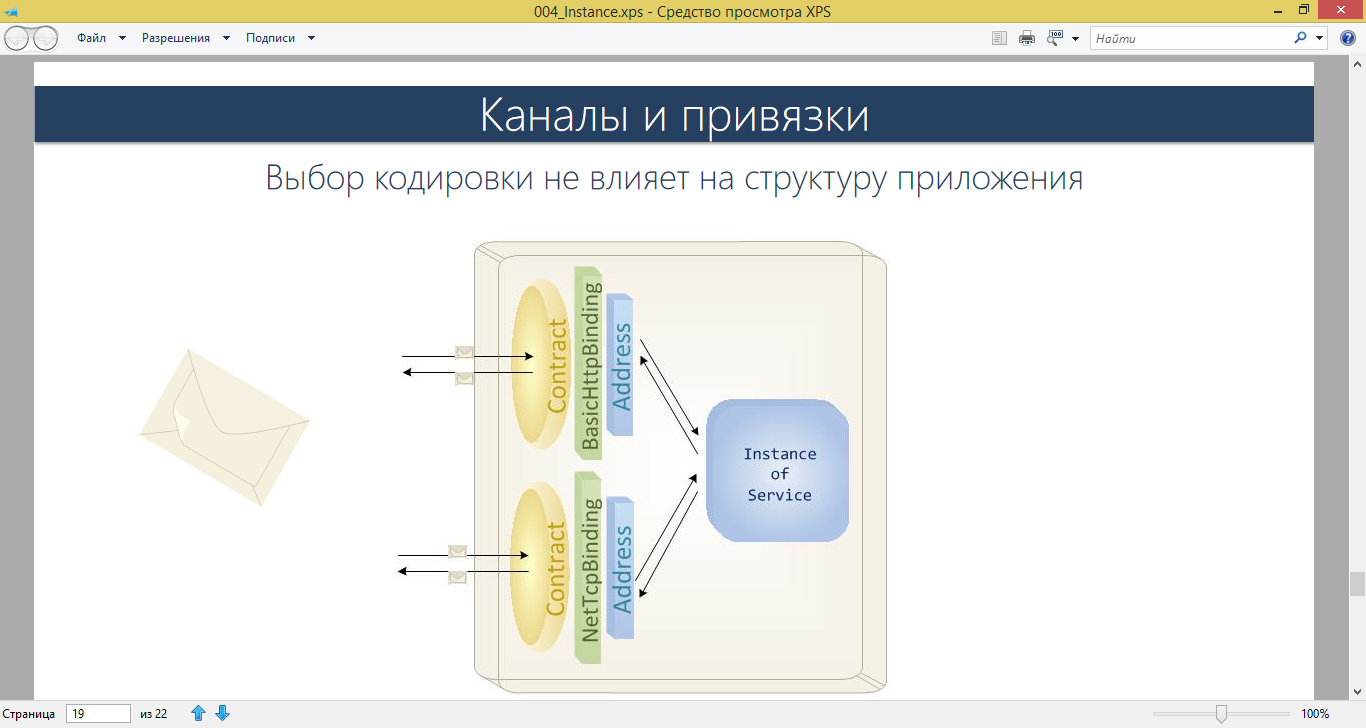 004_Instance.xps - Средство просмотра XPS
Файл
Разрешения
Подписи
100
Найти
?
Каналы и привязки
Выбор кодировки не влияет на структуру приложения
Contract
BasicHttpBinding
Address
Instance
of
Service
Contract
NetTcpBinding
Address
Страница 19 из 22
100%